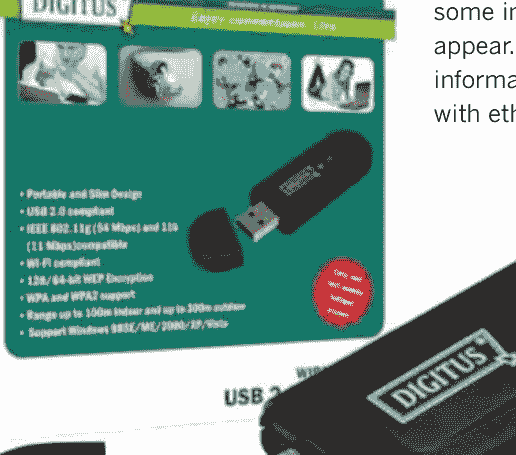 DIGITUS
Enjoy connections Live
some in
appear.
informa
with eth
• Portable and Slim Design
• USB 2.0 compliant
• IEEE 802.11g (54 Mbps) and 11b
(11 Mbps)compatible
• Wi-Fi compliant
• 128/64-bit WEP Encryption
• WPA and WPA2 support
• Range up to 100m indoor and up to 300m outdoor
• Support Windows 98SE/ME/2000/XP/Vista
USB 2
DIGITUS